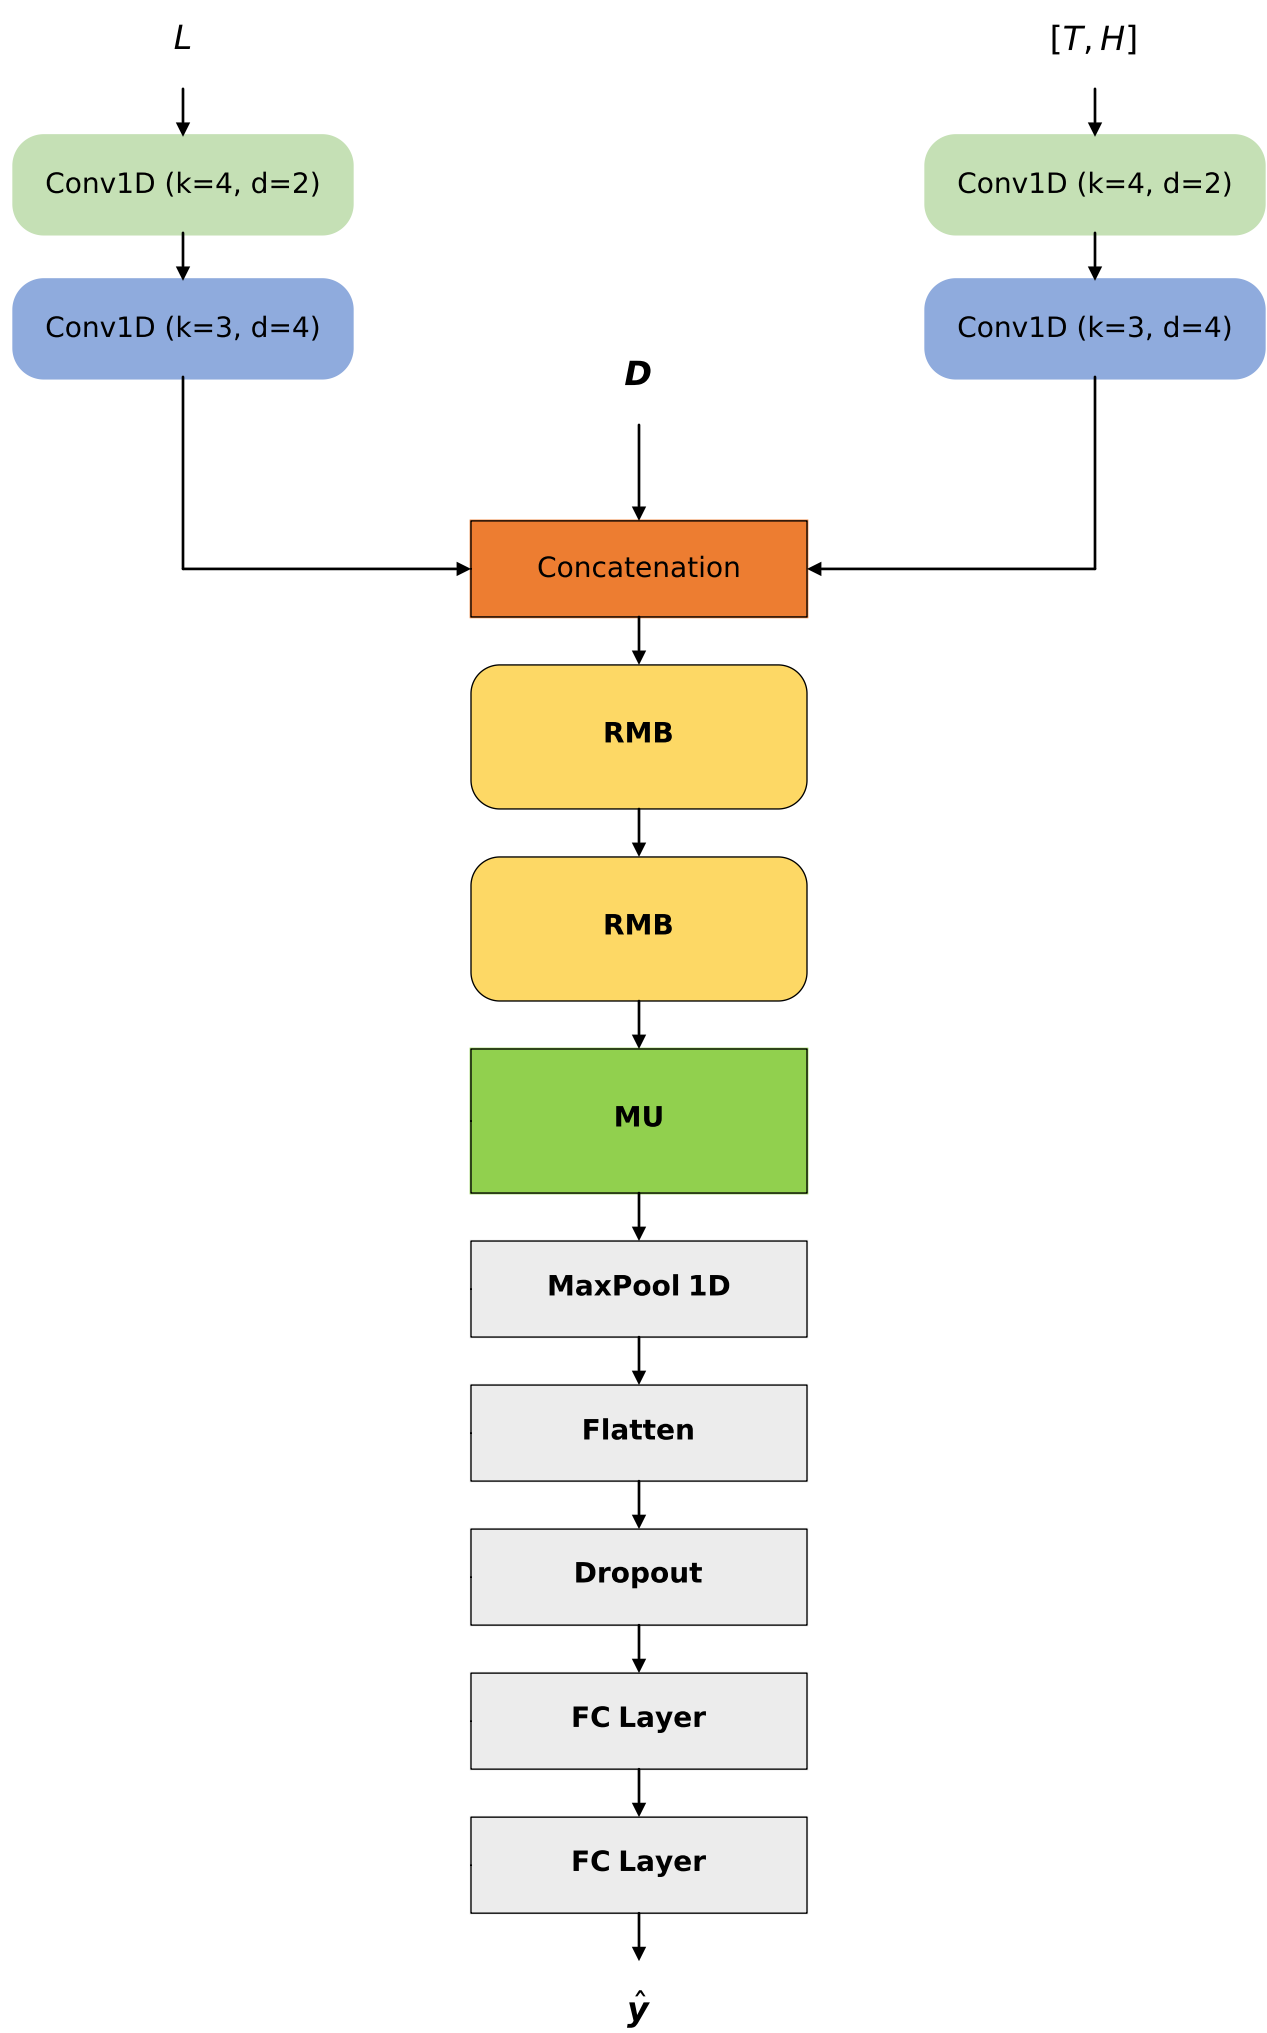 L
[T, H]
Conv1D (k=4, d=2)
Conv1D (k=4, d=2)
Conv1D (k=3, d=4)
Conv1D (k=3, d=4)
D
Concatenation
RMB
RMB
MU
MaxPool 1D
Flatten
Dropout
FC Layer
FC Layer
ŷ